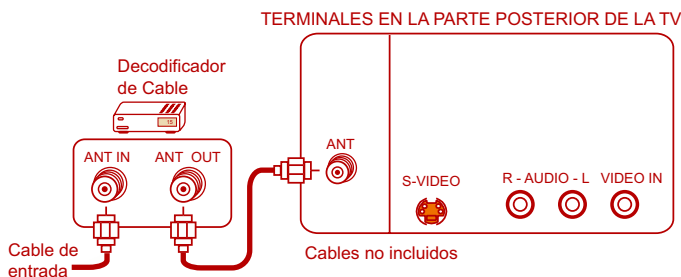 TERMINALES EN LA PARTE POSTERIOR DE LA TV
Decodificador
de Cable
15
ANT IN ANT OUT
ANT
S-VIDEO
R - AUDIO - L VIDEO IN
Cable de
entrada
Cables no incluidos